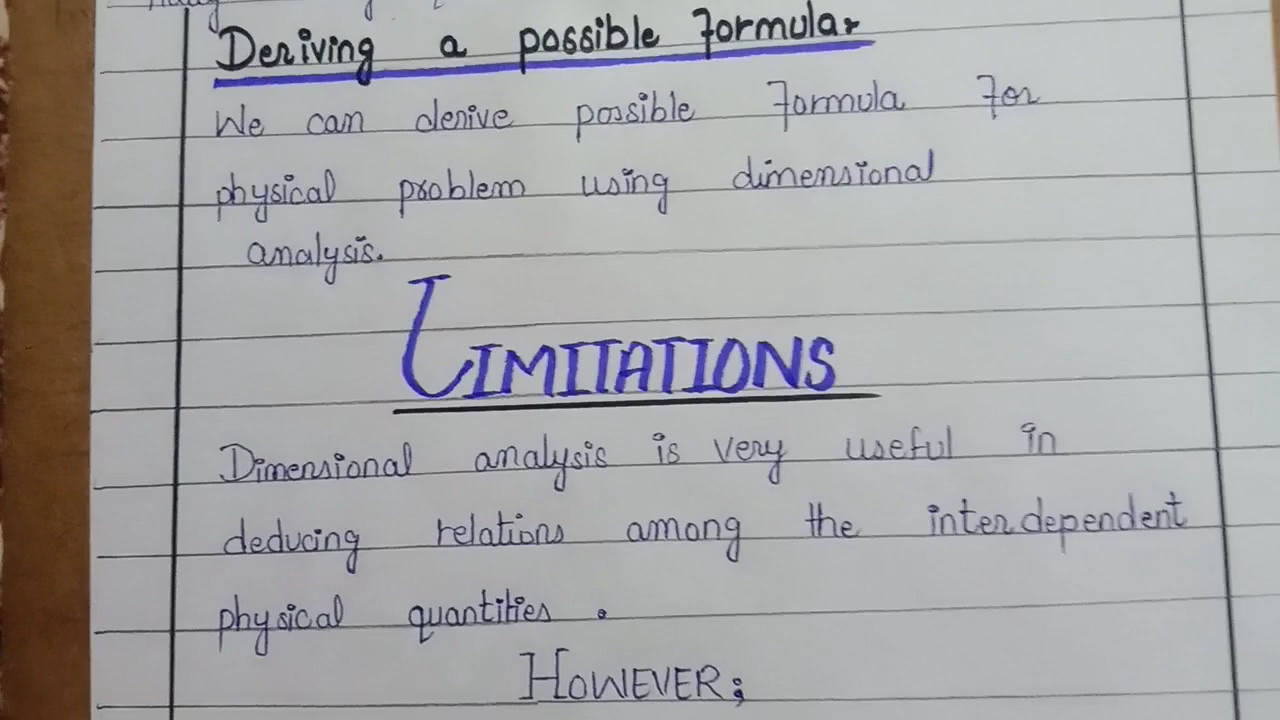 Deriving a possible formular
We can derive possible formula for
physical problem using dimensional
analysis.
LIMITATIONS
Dimensional analysis is very useful in
deducing relations among the interdependent
physical quantities .
HOWEVER;